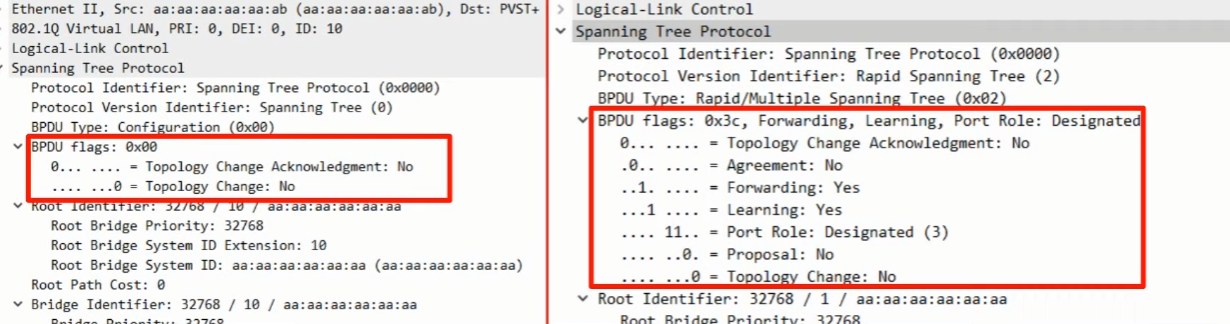 Ethernet II, Src: aa:aa:aa:aa:aa:ab (aa:aa:aa:aa:aa:ab), Dst: PVST+
802.1Q Virtual LAN, PRI: 0, DEI: 0, ID: 10
Logical-Link Control
Spanning Tree Protocol
Protocol Identifier: Spanning Tree Protocol (0x0000)
Protocol Version Identifier: Spanning Tree (0)
BPDU Type: Configuration (0x00)
BPDU flags: 0x00
0... .... = Topology Change Acknowledgment: No
.... ...0 = Topology Change: No
Root Identifier: 32768 / 10 / aa:aa:aa:aa:aa:aa
Root Bridge Priority: 32768
Root Bridge System ID Extension: 10
Root Bridge System ID: aa:aa:aa:aa:aa:aa (aa:aa:aa:aa:aa:aa)
Root Path Cost: 0
Bridge Identifier: 32768 / 10 / aa:aa:aa:aa:aa:aa
Bridge Priority: 32768
Logical-Link Control
Spanning Tree Protocol
Protocol Identifier: Spanning Tree Protocol (0x0000)
Protocol Version Identifier: Rapid Spanning Tree (2)
BPDU Type: Rapid/Multiple Spanning Tree (0x02)
BPDU flags: 0x3c, Forwarding, Learning, Port Role: Designated
0... .... = Topology Change Acknowledgment: No
.0.. .... = Agreement: No
..1. .... = Forwarding: Yes
...1 .... = Learning: Yes
.... 11.. = Port Role: Designated (3)
.... ..0. = Proposal: No
.... ...0 = Topology Change: No
Root Identifier: 32768 / 1 / aa:aa:aa:aa:aa:aa
Root Bridge Priority: 32768